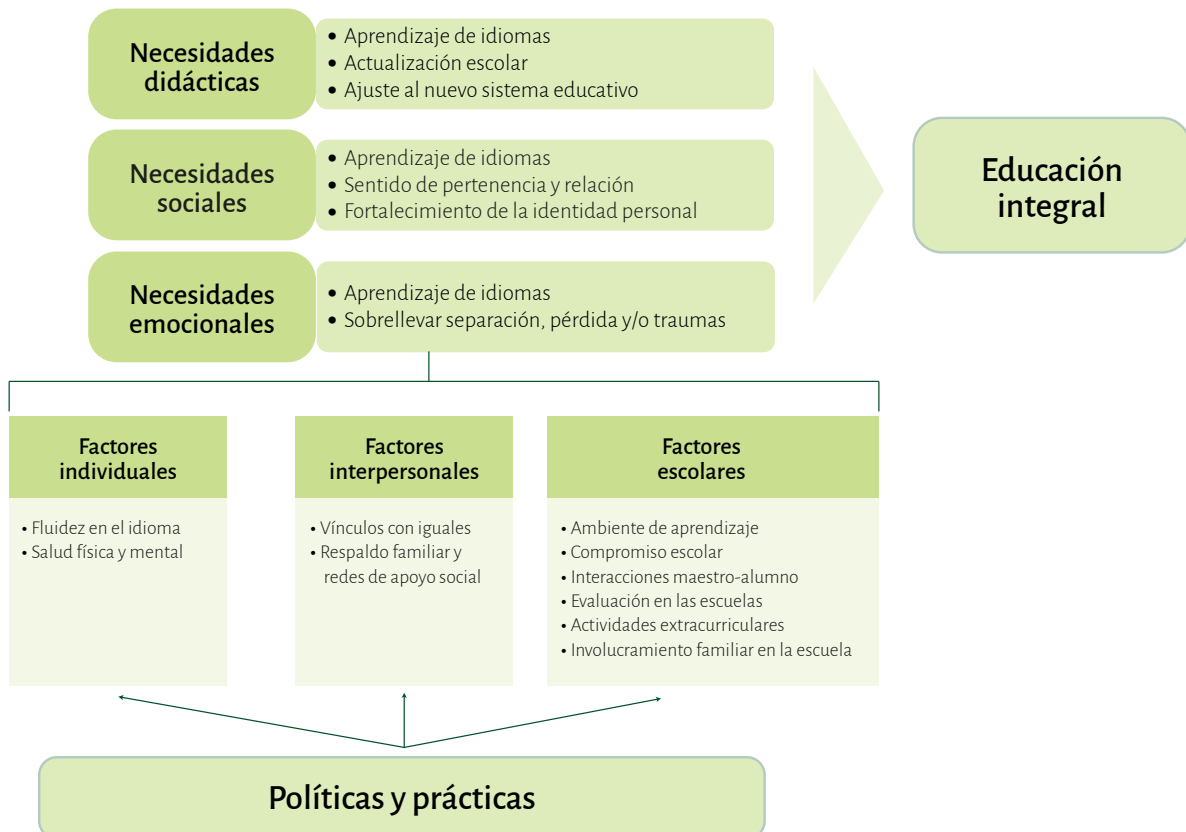 Necesidades
didácticas
• Aprendizaje de idiomas
• Actualización escolar
• Ajuste al nuevo sistema educativo
Necesidades
sociales
• Aprendizaje de idiomas
• Sentido de pertenencia y relación
• Fortalecimiento de la identidad personal
Necesidades
emocionales
• Aprendizaje de idiomas
• Sobrellevar separación, pérdida y/o traumas
Educación
integral
Factores
individuales
• Fluidez en el idioma
• Salud física y mental
Factores
interpersonales
• Vínculos con iguales
• Respaldo familiar y
redes de apoyo social
Factores
escolares
• Ambiente de aprendizaje
• Compromiso escolar
• Interacciones maestro-alumno
• Evaluación en las escuelas
• Actividades extracurriculares
• Involucramiento familiar en la escuela
Políticas y prácticas